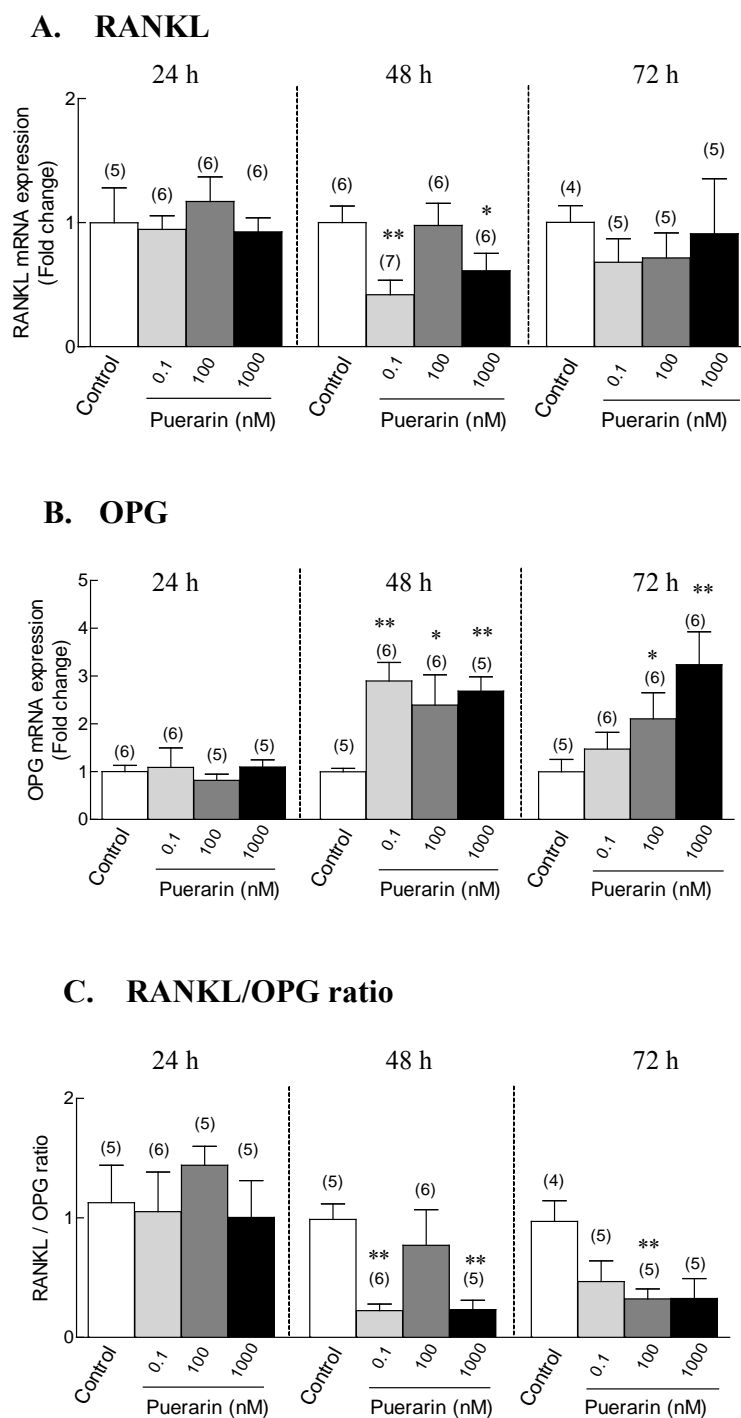 A. RANKL
24 h 48 h 72 h
RANKL mRNA expression
(Fold change)
2
1
0
(5) (6) (6) (6) (6) ** (7) (6) * (6) (4) (5) (5) (5)
Control 0.1 100 1000 Control 0.1 100 1000 Control 0.1 100 1000
Puerarin (nM) Puerarin (nM) Puerarin (nM)
B. OPG
24 h 48 h 72 h
OPG mRNA expression
(Fold change)
5
4
3
2
1
0
(6) (6) (5) (5) (5) ** (6) * (6) ** (5) (5) (6) * (6) ** (6)
Control 0.1 100 1000 Control 0.1 100 1000 Control 0.1 100 1000
Puerarin (nM) Puerarin (nM) Puerarin (nM)
C. RANKL/OPG ratio
24 h 48 h 72 h
RANKL / OPG ratio
2
1
0
(5) (6) (5) (5) (5) ** (6) (6) ** (5) (4) (5) ** (5) (5)
Control 0.1 100 1000 Control 0.1 100 1000 Control 0.1 100 1000
Puerarin (nM) Puerarin (nM) Puerarin (nM)